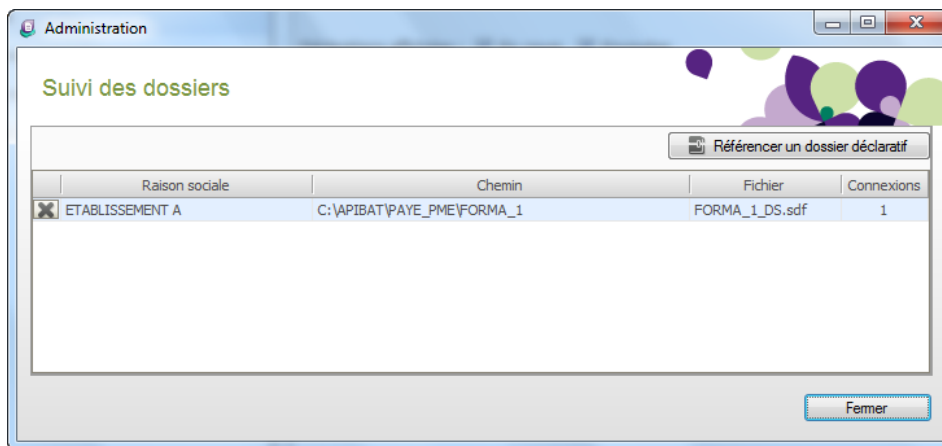 Administration
Suivi des dossiers
Référencer un dossier déclaratif
Raison sociale Chemin Fichier Connexions
ETABLISSEMENT A C:\APIBAT\PAYE_PME\FORMA_1 FORMA_1_DS.sdf 1
Fermer